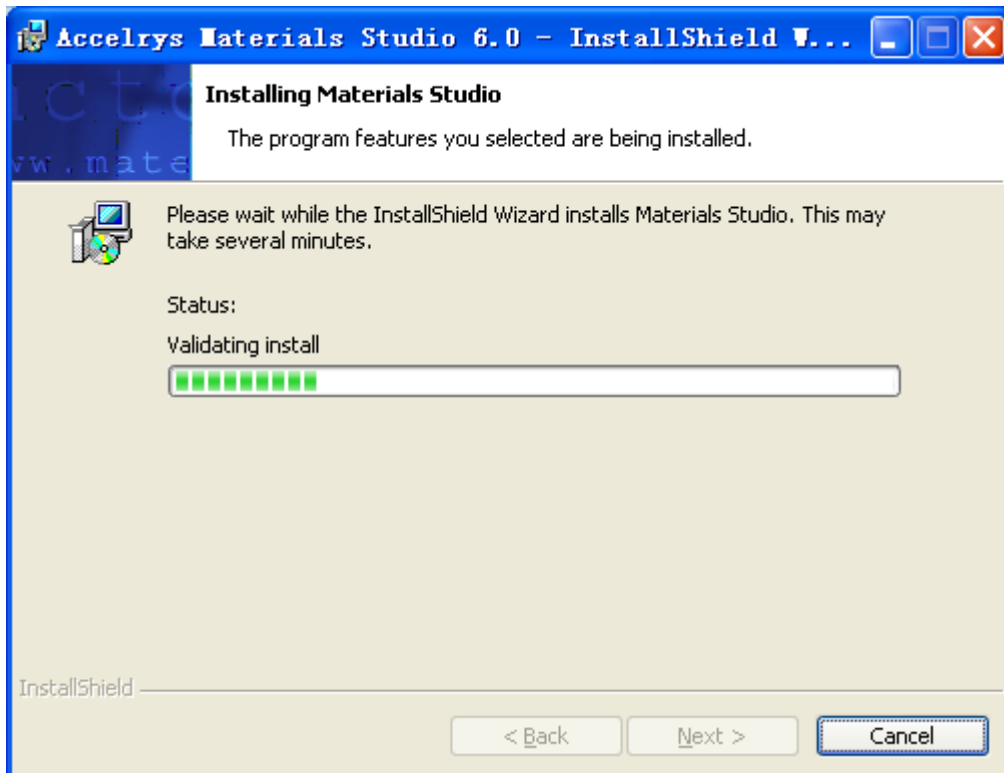 Accelrys Materials Studio 6.0 - InstallShield W...
Installing Materials Studio
The program features you selected are being installed.
Please wait while the InstallShield Wizard installs Materials Studio. This may
take several minutes.
Status:
Validating install
InstallShield
< Back
Next >
Cancel